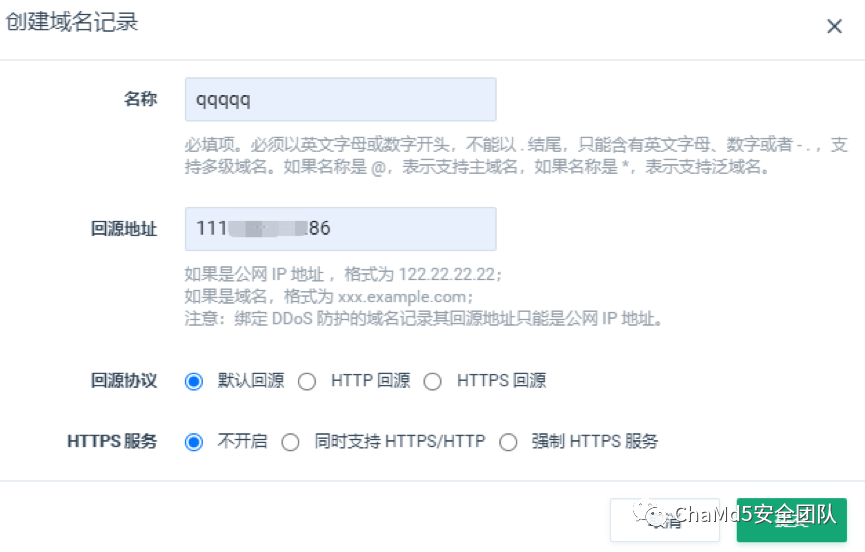 创建域名记录
名称
qqqqq
必填项。必须以英文字母或数字开头，不能以 . 结尾，只能含有英文字母、数字或者 - . ，支
持多级域名。如果名称是 @，表示支持主域名，如果名称是 *，表示支持泛域名。
回源地址
111 .86
如果是公网 IP 地址 ，格式为 122.22.22.22；
如果是域名，格式为 xxx.example.com；
注意：绑定 DDoS 防护的域名记录其回源地址只能是公网 IP 地址。
回源协议 默认回源 HTTP 回源 HTTPS 回源
HTTPS 服务 不开启 同时支持 HTTPS/HTTP 强制 HTTPS 服务
取消 ChaMd5安全团队